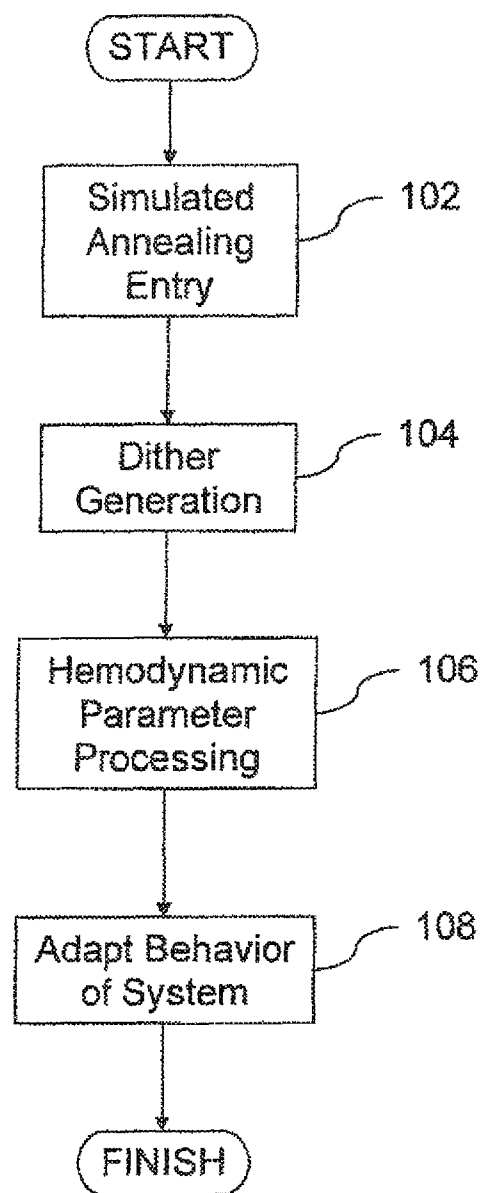 START
Simulated
Annealing
Entry
102
Dither
Generation
104
Hemodynamic
Parameter
Processing
106
Adapt Behavior
of System
108
FINISH